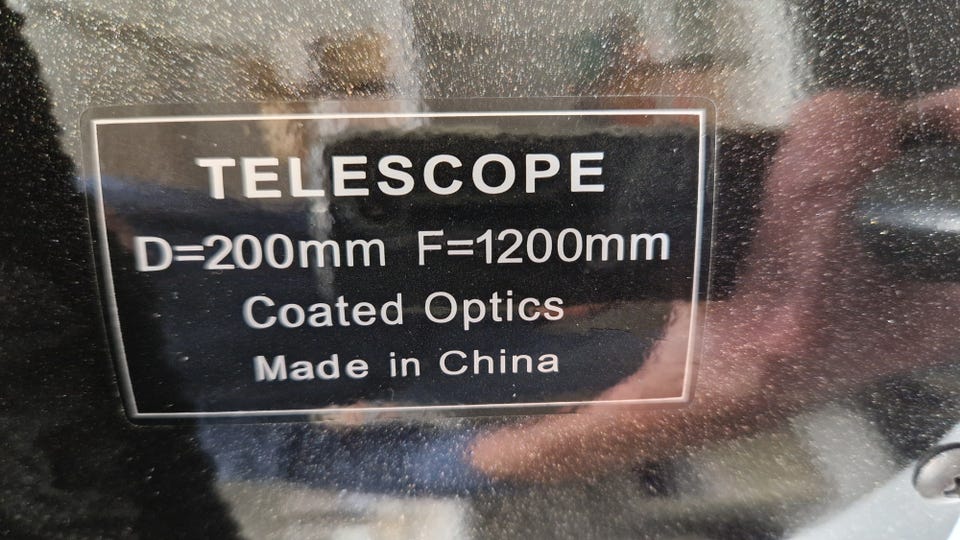 TELESCOPE
D=200mm F=1200mm
Coated Optics
Made in China